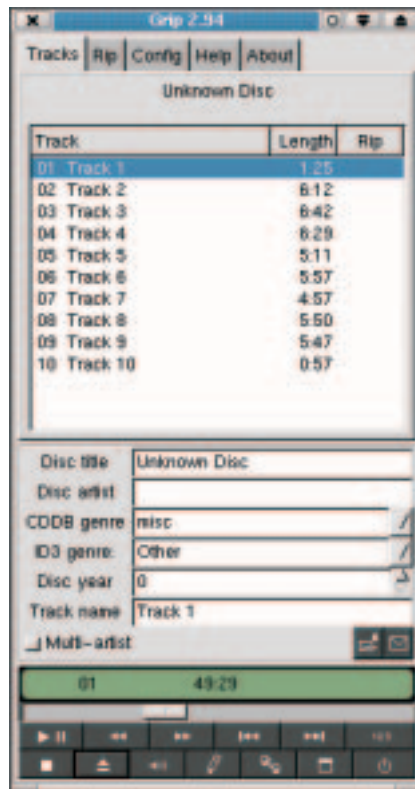 Grip 2.94
Tracks Rip Config Help About
Unknown Disc
Track Length Rip
01 Track 1 1:25
02 Track 2 6:12
03 Track 3 6:42
04 Track 4 6:29
05 Track 5 5:11
06 Track 6 5:57
07 Track 7 4:57
08 Track 8 5:50
09 Track 9 5:47
10 Track 10 0:57
Disc title Unknown Disc
Disc artist
CDDB genre misc
ID3 genre: Other
Disc year 0
Track name Track 1
Multi-artist
01 49:29